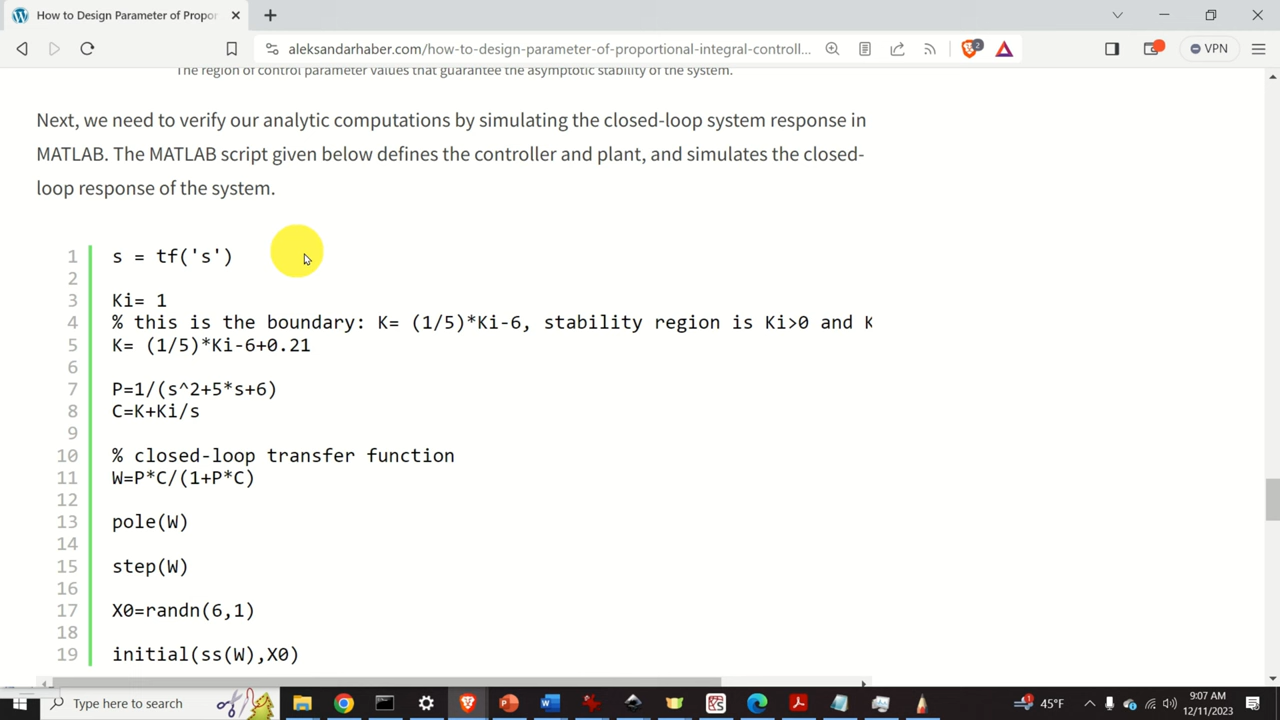 How to Design Parameter of Propor
aleksandarhaber.com/how-to-design-parameter-of-proportional-integral-controll...
2
VPN
The region of control parameter values that guarantee the asymptotic stability of the system.
Next, we need to verify our analytic computations by simulating the closed-loop system response in
MATLAB. The MATLAB script given below defines the controller and plant, and simulates the closed-
loop response of the system.
1 s = tf('s')
2
3 Ki= 1
4 % this is the boundary: K= (1/5)*Ki-6, stability region is Ki>0 and K
5 K= (1/5)*Ki-6+0.21
6
7 P=1/(s^2+5*s+6)
8 C=K+Ki/s
9
10 % closed-loop transfer function
11 W=P*C/(1+P*C)
12
13 pole(W)
14
15 step(W)
16
17 X0=randn(6,1)
18
19 initial(ss(W),X0)
Type here to search
45°F
9:07 AM
12/11/2023